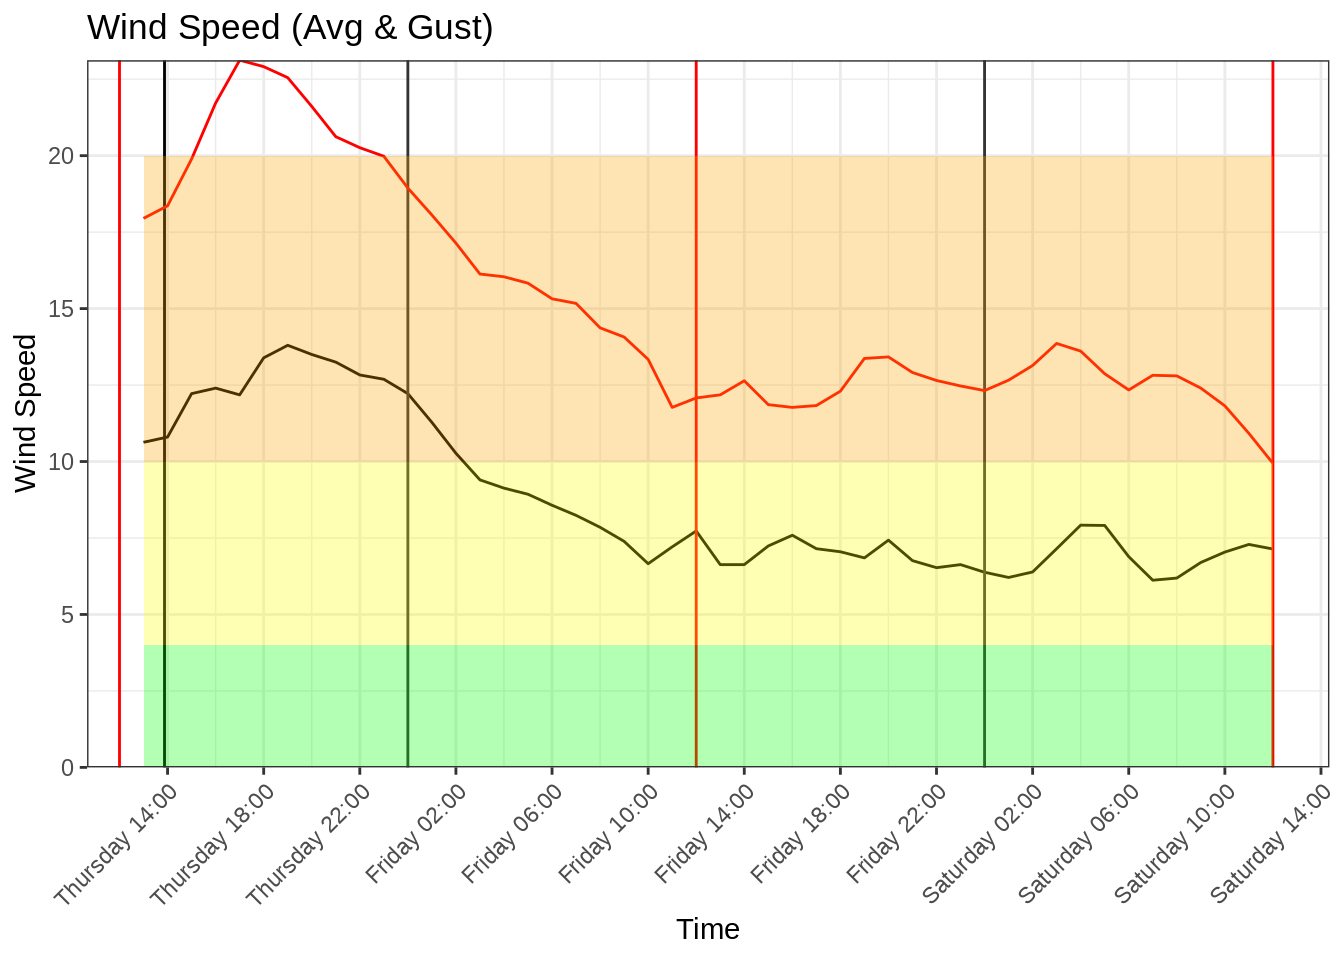 Wind Speed (Avg & Gust)
Wind Speed
20
15
10
5
0
Thursday 14:00
Thursday 18:00
Thursday 22:00
Friday 02:00
Friday 06:00
Friday 10:00
Friday 14:00
Friday 18:00
Friday 22:00
Saturday 02:00
Saturday 06:00
Saturday 10:00
Saturday 14:00
Time